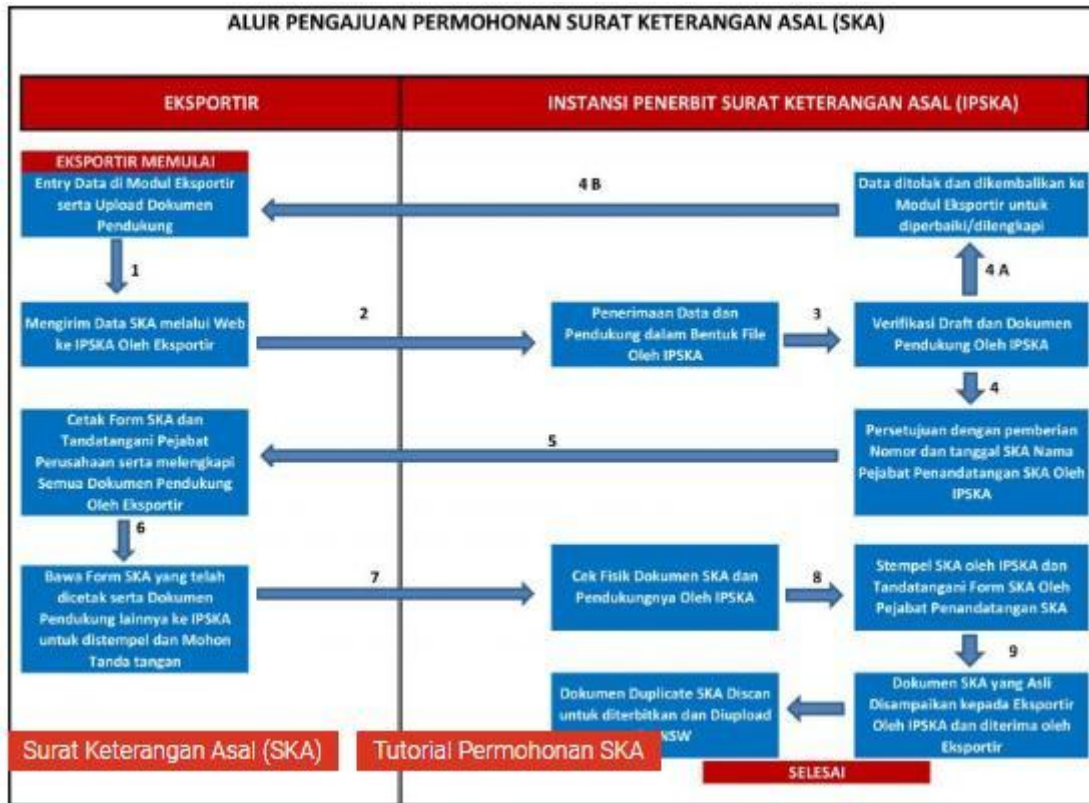 ALUR PENGAJUAN PERMOHONAN SURAT KETERANGAN ASAL (SKA)
EKSPORTIR
INSTANSI PENERBIT SURAT KETERANGAN ASAL (IPSKA)
EKSPORTIR MEMULAI
Entry Data di Modul Eksportir
serta Upload Dokumen
Pendukung
4 B
Data ditolak dan dikembalikan ke
Modul Eksportir untuk
diperbaiki/dilengkapi
1
4 A
Mengirim Data SKA melalui Web
ke IPSKA Oleh Eksportir
2
Penerimaan Data dan
Pendukung dalam Bentuk File
Oleh IPSKA
3
Verifikasi Draft dan Dokumen
Pendukung Oleh IPSKA
4
Cetak Form SKA dan
Tandatangani Pejabat
Perusahaan serta melengkapi
Semua Dokumen Pendukung
Oleh Eksportir
5
Persetujuan dengan pemberian
Nomor dan tanggal SKA Nama
Pejabat Penandatangan SKA Oleh
IPSKA
6
Bawa Form SKA yang telah
dicetak serta Dokumen
Pendukung lainnya ke IPSKA
untuk distempel dan Mohon
Tanda tangan
7
Cek Fisik Dokumen SKA dan
Pendukungnya Oleh IPSKA
8
Stempel SKA oleh IPSKA dan
Tandatangani Form SKA Oleh
Pejabat Penandatangan SKA
9
Dokumen Duplicate SKA Discan
untuk diterbitkan dan Diupload
NSW
Dokumen SKA yang Asli
Disampaikan kepada Eksportir
Oleh IPSKA dan diterima oleh
Eksportir
Surat Keterangan Asal (SKA)
Tutorial Permohonan SKA
SELESAI